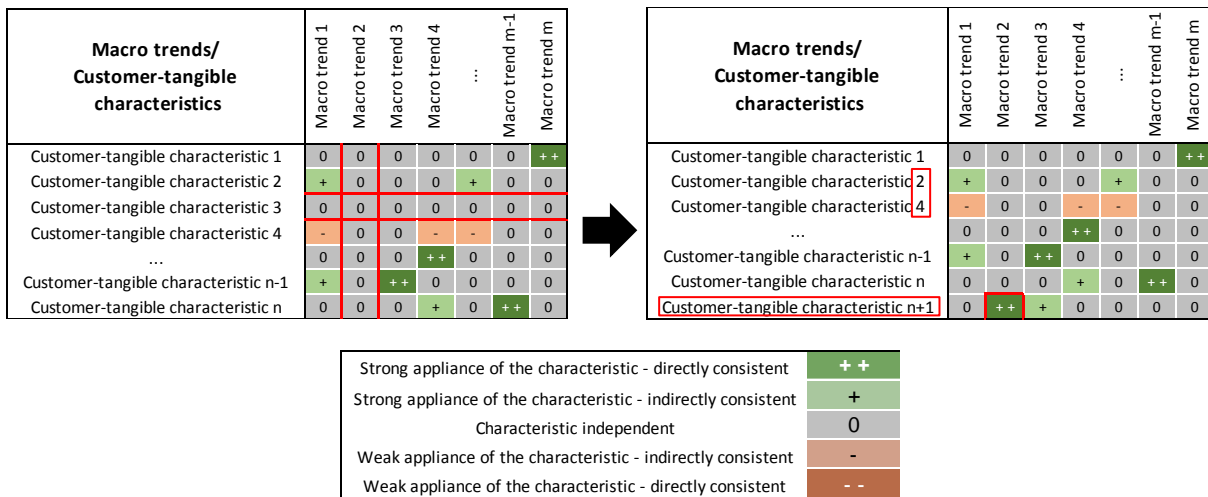 Macro trends/
Customer-tangible
characteristics
Macro trend 1
Macro trend 2
Macro trend 3
Macro trend 4
...
Macro trend m-1
Macro trend m
Customer-tangible characteristic 1 0 0 0 0 0 0 ++
Customer-tangible characteristic 2 + 0 0 0 + 0 0
Customer-tangible characteristic 3 0 0 0 0 0 0 0
Customer-tangible characteristic 4 - 0 0 - - 0 0
... 0 0 0 ++ 0 0 0
Customer-tangible characteristic n-1 + 0 ++ 0 0 0 0
Customer-tangible characteristic n 0 0 0 + 0 ++ 0
Macro trends/
Customer-tangible
characteristics
Macro trend 1
Macro trend 2
Macro trend 3
Macro trend 4
...
Macro trend m-1
Macro trend m
Customer-tangible characteristic 1 0 0 0 0 0 0 ++
Customer-tangible characteristic 2 + 0 0 0 + 0 0
Customer-tangible characteristic 4 - 0 0 - - 0 0
... 0 0 0 ++ 0 0 0
Customer-tangible characteristic n-1 + 0 ++ 0 0 0 0
Customer-tangible characteristic n 0 0 0 + 0 ++ 0
Customer-tangible characteristic n+1 0 ++ + 0 0 0 0
Strong appliance of the characteristic - directly consistent ++
Strong appliance of the characteristic - indirectly consistent +
Characteristic independent 0
Weak appliance of the characteristic - indirectly consistent -
Weak appliance of the characteristic - directly consistent --